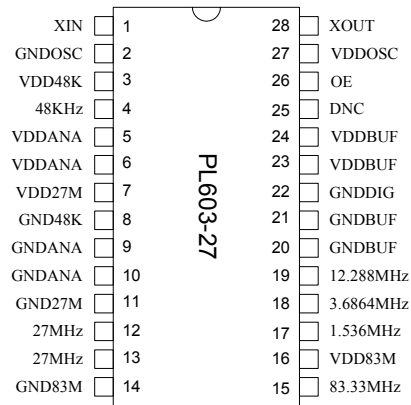 XIN 1 28 XOUT
GNDOSC 2 27 VDDOSC
VDD48K 3 26 OE
48KHz 4 25 DNC
VDDANA 5 24 VDDBUF
VDDANA 6 23 VDDBUF
VDD27M 7 22 GNDDIG
GND48K 8 21 GNDBUF
GNDANA 9 20 GNDBUF
GNDANA 10 19 12.288MHz
GND27M 11 18 3.6864MHz
27MHz 12 17 1.536MHz
27MHz 13 16 VDD83M
GND83M 14 15 83.33MHz
PL603-27